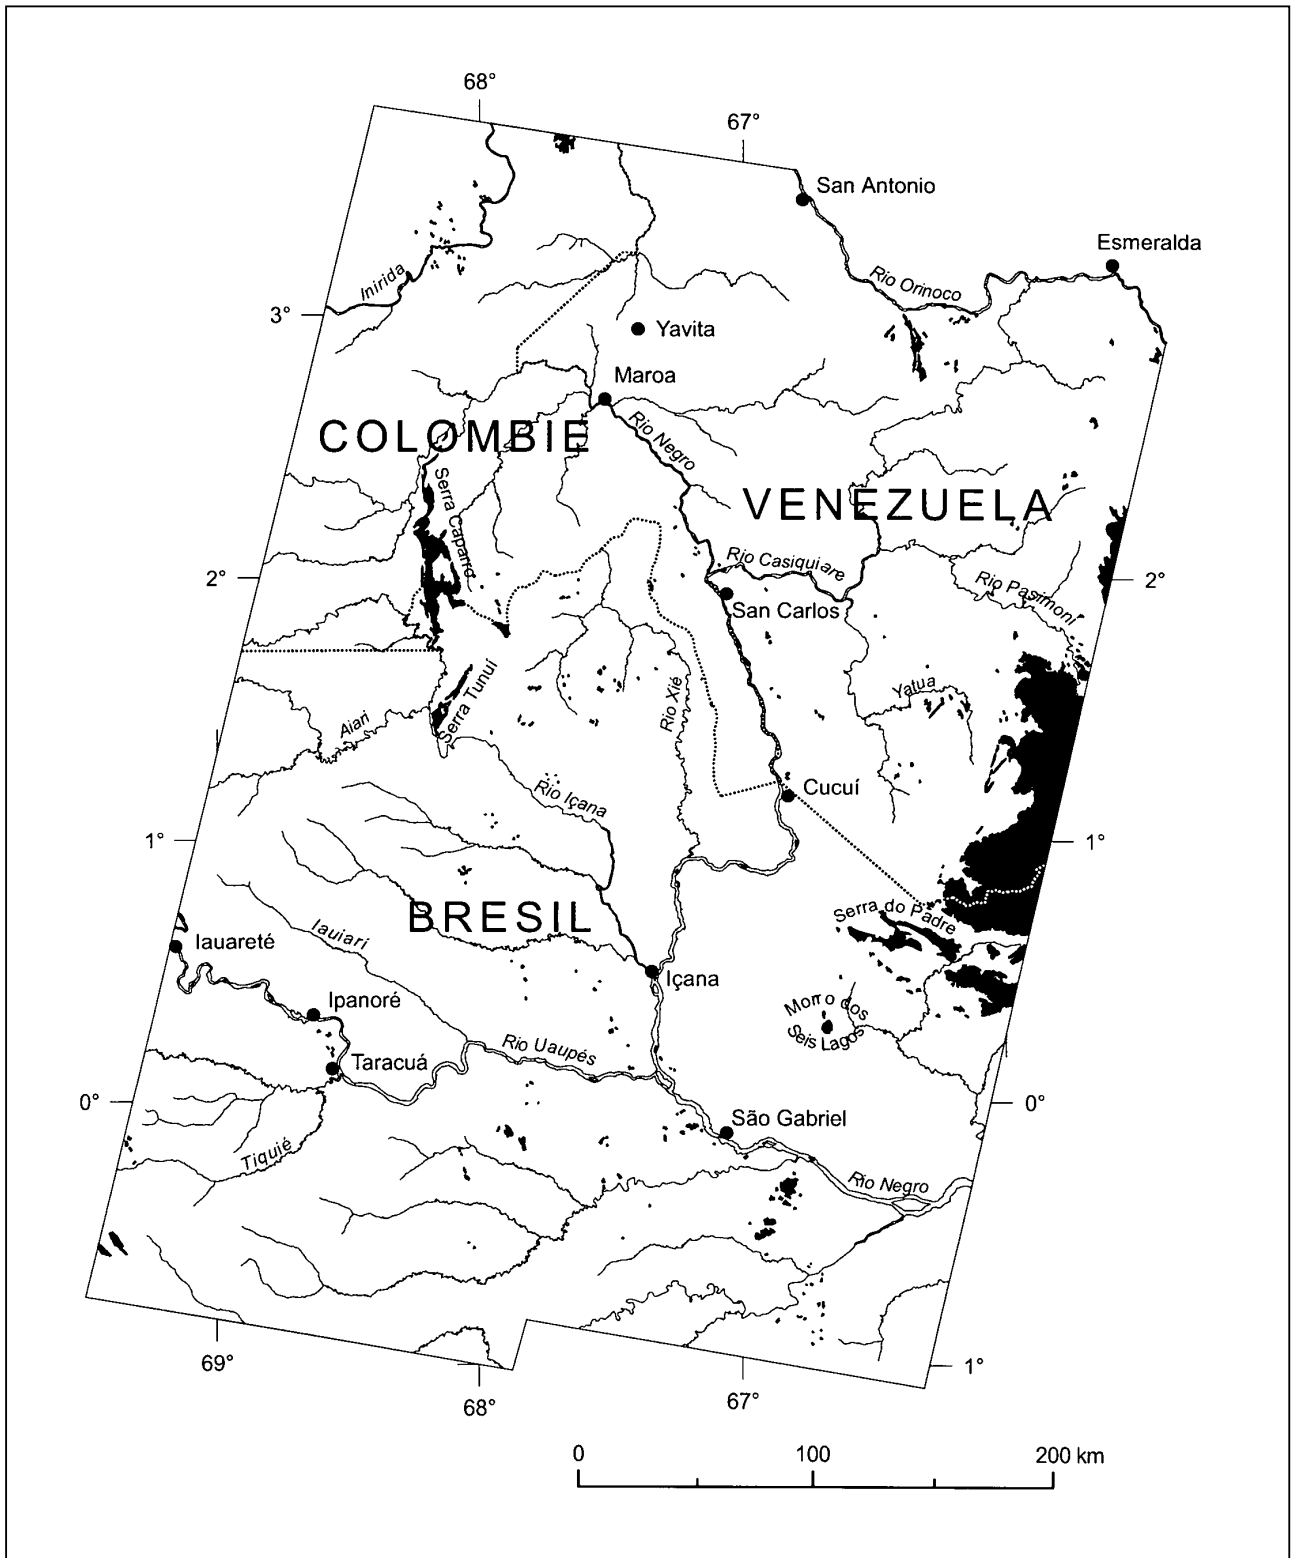 68°
67°
San Antonio
Esmeralda
Inirida
Rio Orinoco
3°
Yavita
Maroa
COLOMBIE
Rio Negro
Serra Caparro
VENEZUELA
Rio Casiquiare
2°
2°
Rio Pasimoni
San Carlos
Serra Tunui
Rio Xié
Yatua
Aiari
Rio Içana
Cucuí
1°
1°
BRESIL
Serra do Padre
Iauareté
Iauiari
Içana
Ipanoré
Morro dos
Seis Lagos
Rio Uaupés
Taracuá
0°
0°
São Gabriel
Tiquié
Rio Negro
69°
1°
68°
67°
0 100 200 km